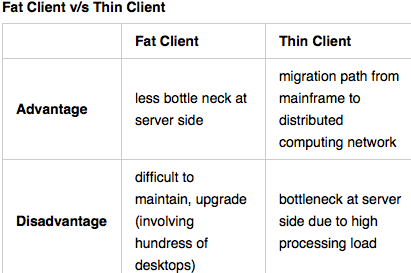 Fat Client v/s Thin Client
Fat Client
Thin Client
Advantage
less bottle neck at
server side
migration path from
mainframe to
distributed
computing network
Disadvantage
difficult to
maintain, upgrade
(involving
hundress of
desktops)
bottleneck at server
side due to high
processing load